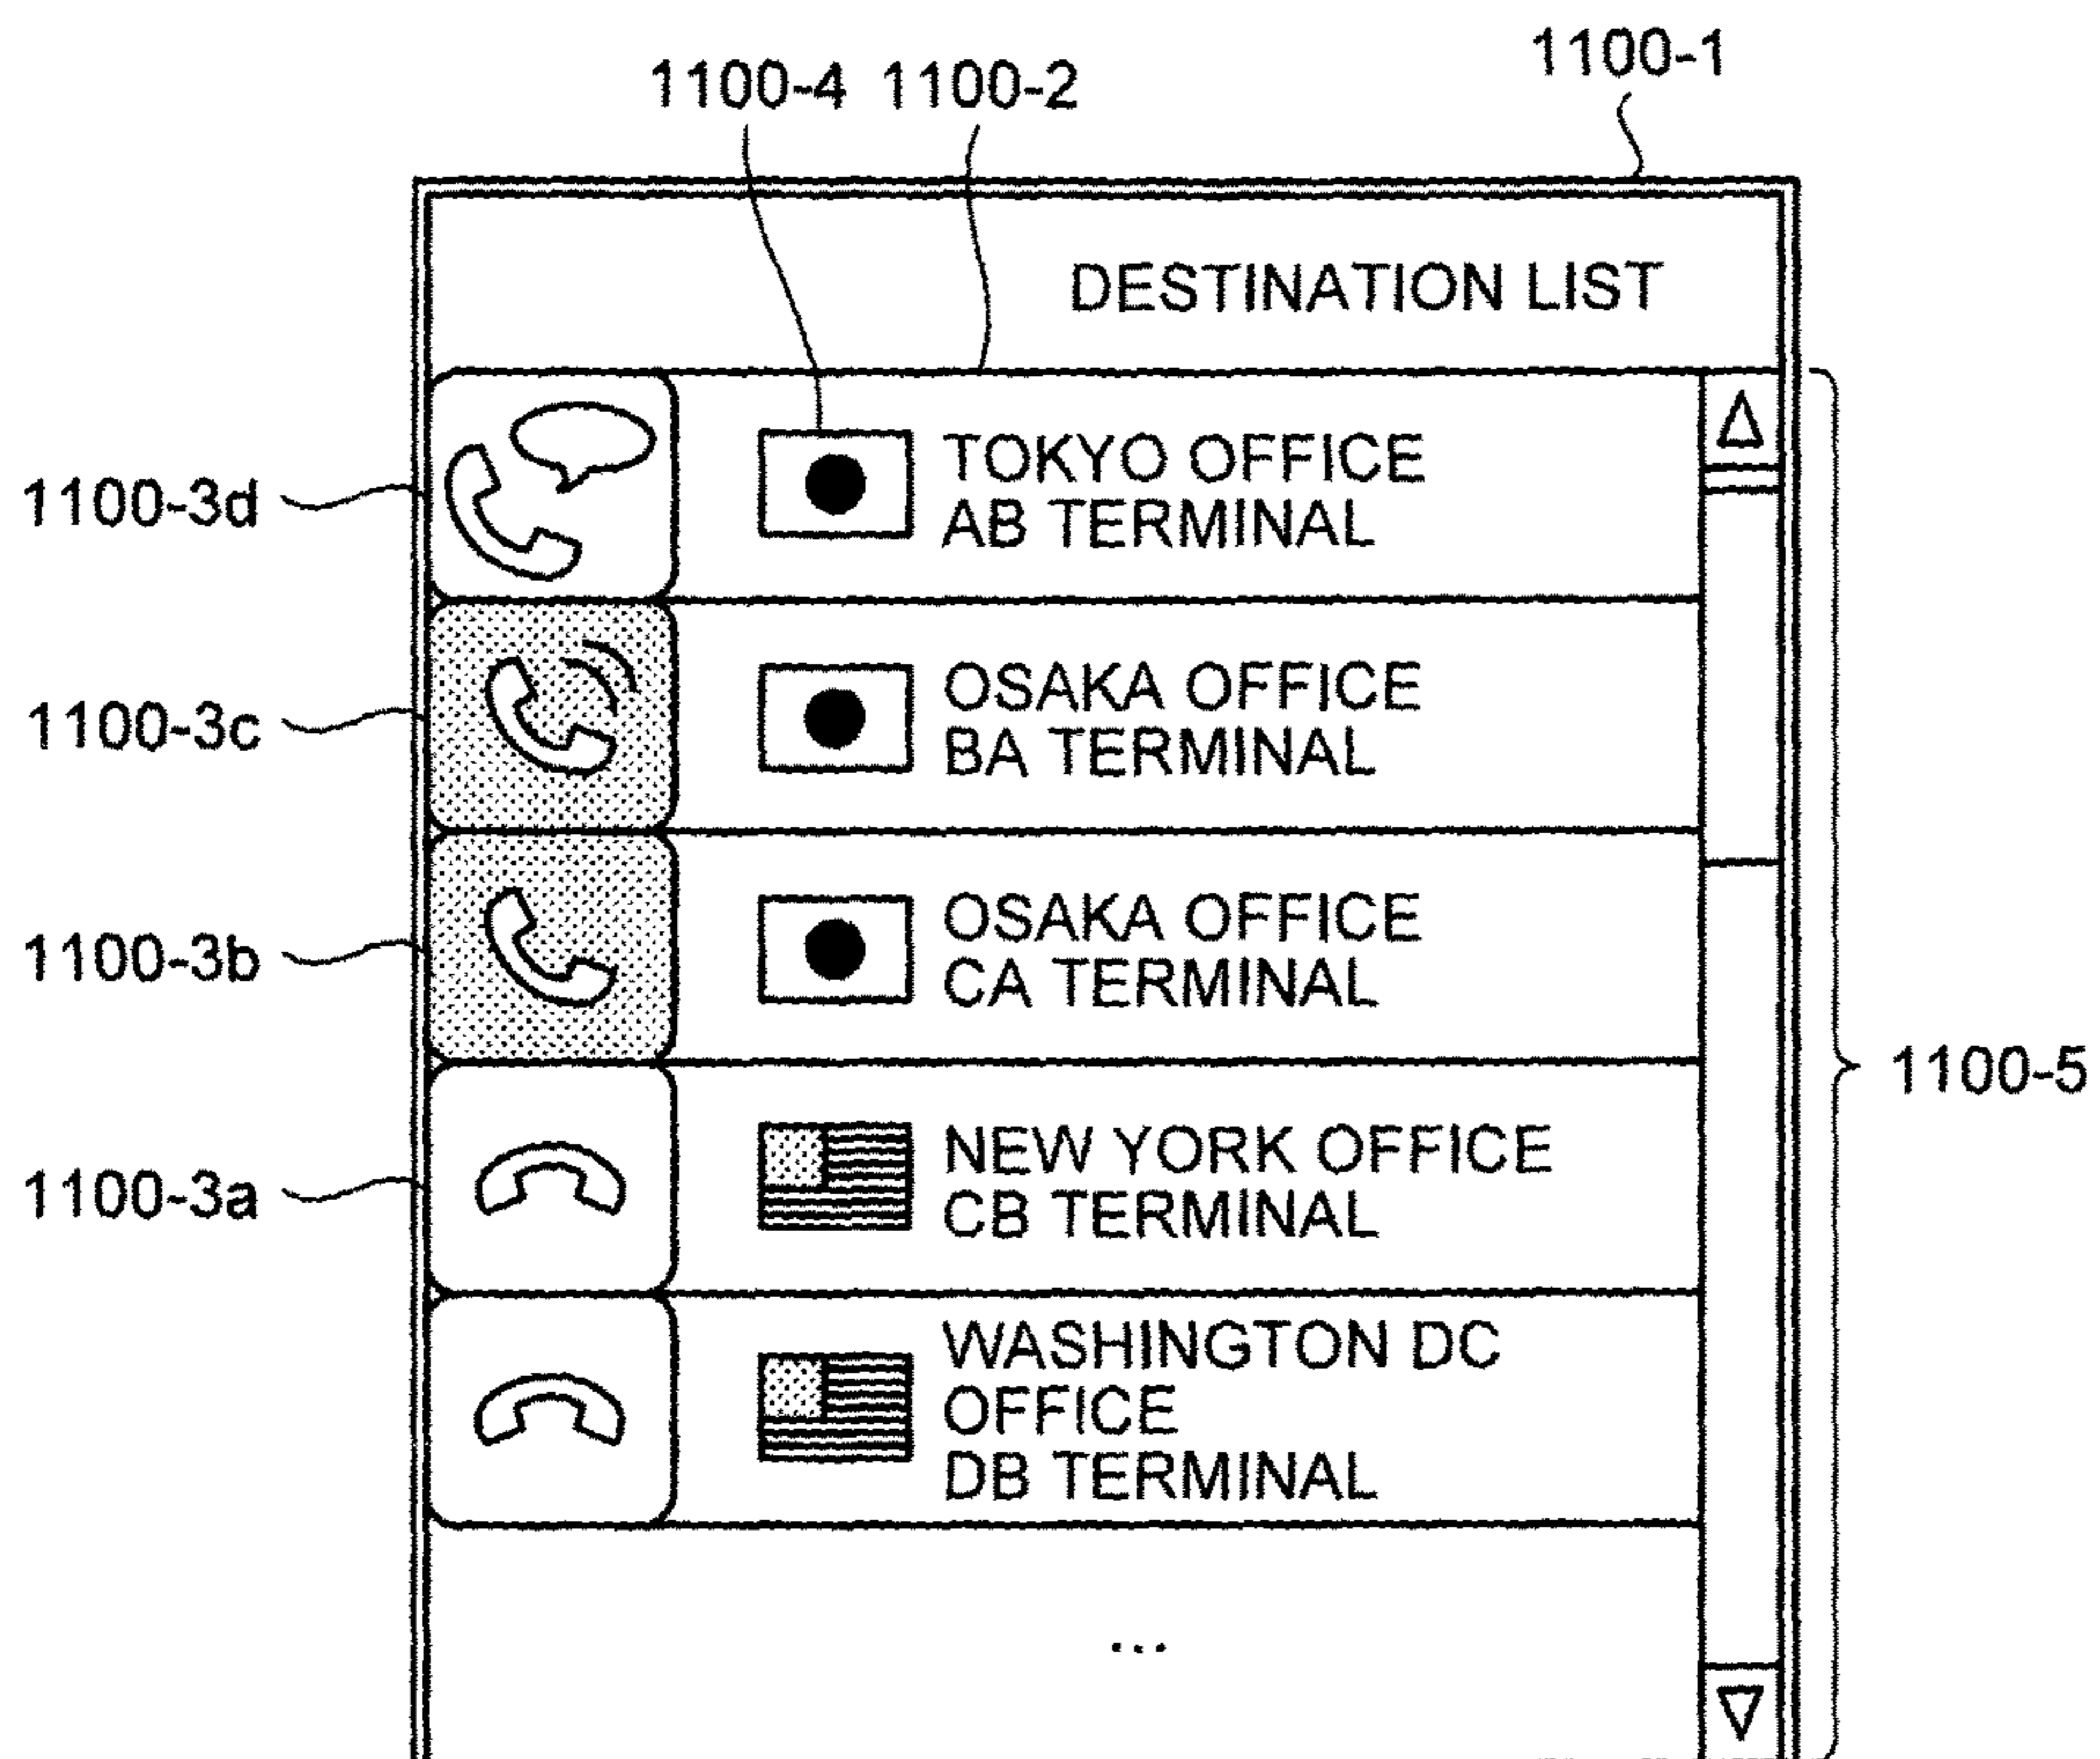 1100-1
1100-4 1100-2
DESTINATION LIST
1100-3d
TOKYO OFFICE
AB TERMINAL
1100-3c
OSAKA OFFICE
BA TERMINAL
1100-3b
OSAKA OFFICE
CA TERMINAL
1100-5
1100-3a
NEW YORK OFFICE
CB TERMINAL
WASHINGTON DC
OFFICE
DB TERMINAL
...